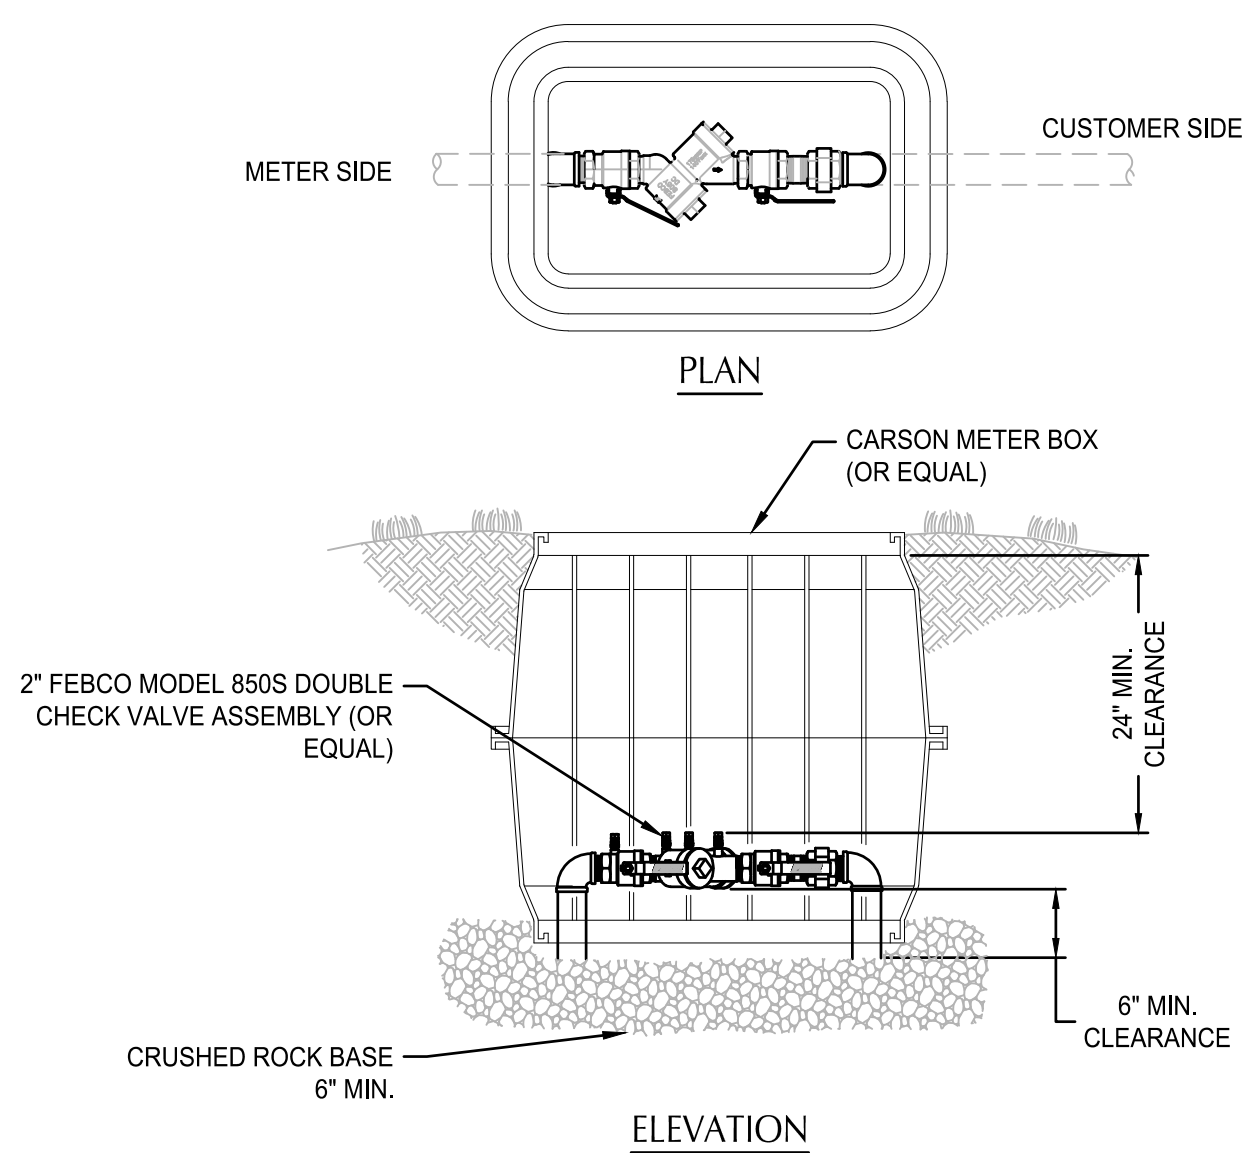 CUSTOMER SIDE
METER SIDE
PLAN
CARSON METER BOX
(OR EQUAL)
2" FEBCO MODEL 850S DOUBLE
CHECK VALVE ASSEMBLY (OR
EQUAL)
24" MIN.
CLEARANCE
6" MIN.
CLEARANCE
CRUSHED ROCK BASE
6" MIN.
ELEVATION